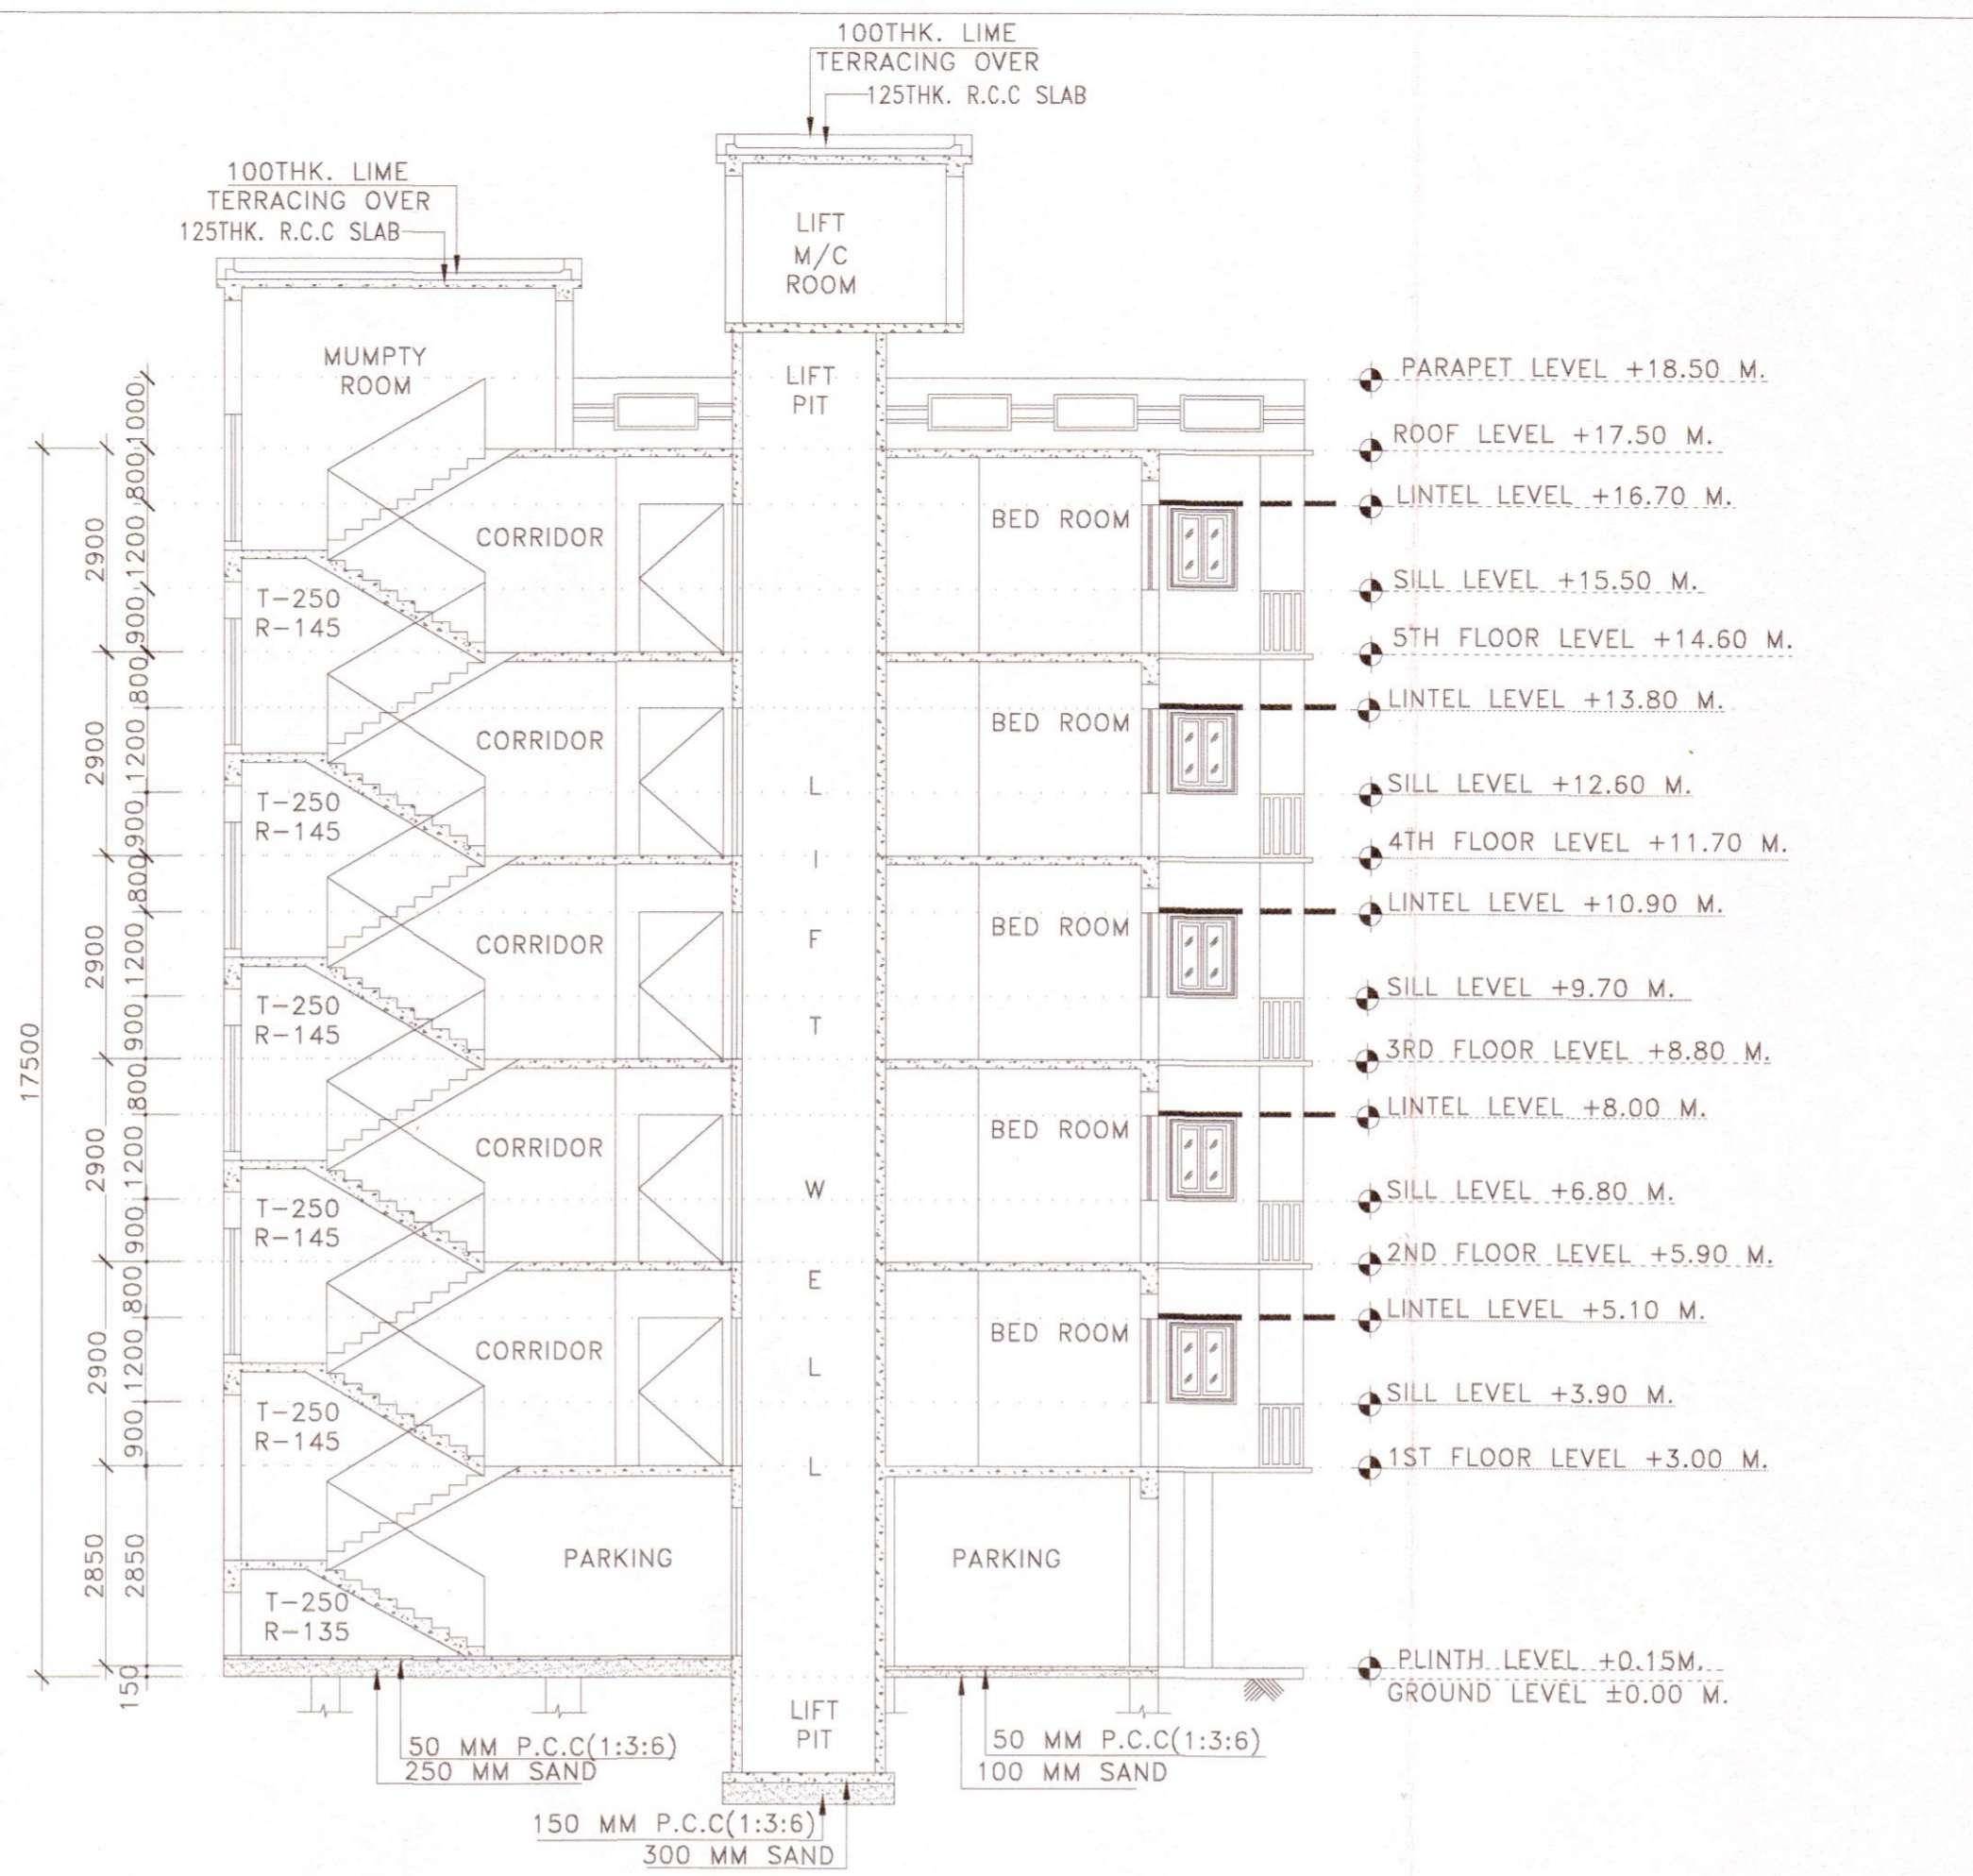 100THK. LIME
TERRACING OVER
125THK. R.C.C SLAB
100THK. LIME
TERRACING OVER
125THK. R.C.C SLAB
LIFT
M/C
ROOM
MUMPTY
ROOM
LIFT
PIT
PARAPET LEVEL +18.50 M.
1000
ROOF LEVEL +17.50 M.
800
LINTEL LEVEL +16.70 M.
2900
1200
CORRIDOR
BED ROOM
SILL LEVEL +15.50 M.
900
T-250
R-145
5TH FLOOR LEVEL +14.60 M.
800
LINTEL LEVEL +13.80 M.
2900
1200
CORRIDOR
BED ROOM
SILL LEVEL +12.60 M.
900
T-250
R-145
4TH FLOOR LEVEL +11.70 M.
800
LINTEL LEVEL +10.90 M.
2900
1200
CORRIDOR
BED ROOM
SILL LEVEL +9.70 M.
900
T-250
R-145
17500
3RD FLOOR LEVEL +8.80 M.
800
LINTEL LEVEL +8.00 M.
2900
1200
CORRIDOR
BED ROOM
SILL LEVEL +6.80 M.
900
T-250
R-145
2ND FLOOR LEVEL +5.90 M.
800
LINTEL LEVEL +5.10 M.
2900
1200
CORRIDOR
BED ROOM
SILL LEVEL +3.90 M.
900
T-250
R-145
1ST FLOOR LEVEL +3.00 M.
L
I
F
T
W
E
L
L
2850
2850
PARKING
PARKING
T-250
R-135
150
PLINTH LEVEL +0.15M.
GROUND LEVEL ±0.00 M.
LIFT
PIT
50 MM P.C.C(1:3:6)
250 MM SAND
50 MM P.C.C(1:3:6)
100 MM SAND
150 MM P.C.C(1:3:6)
300 MM SAND